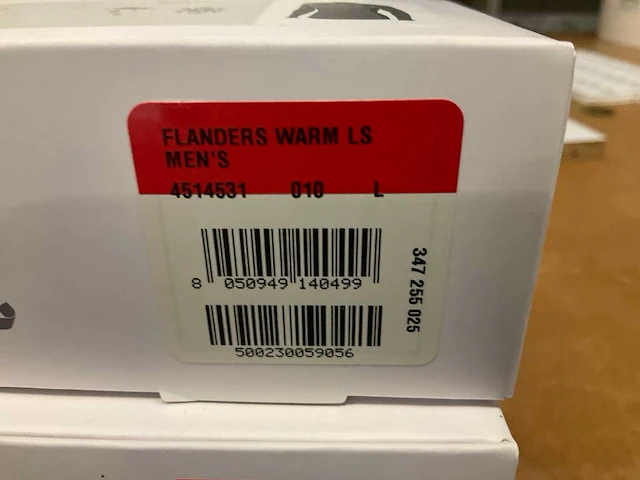 FLANDERS WARM LS
MEN'S
4514531 010 L
8 050949 140499
347 255 025
500230059056